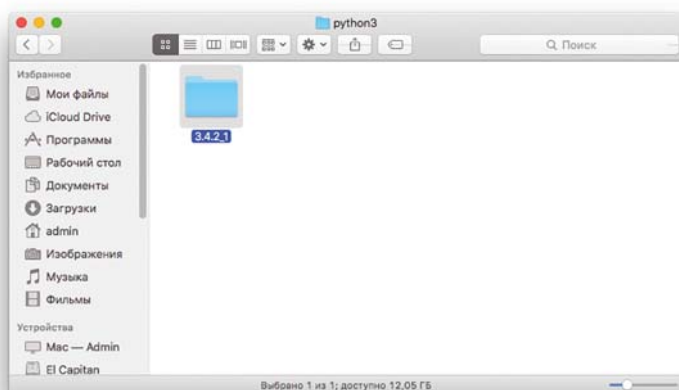 python3
Поиск
Избранное
Мои файлы
iCloud Drive
Программы
Рабочий стол
Документы
Загрузки
admin
Изображения
Музыка
Фильмы
Устройства
Mac — Admin
El Capitan
3.4.2_1
Выбрано 1 из 1; доступно 12,05 ГБ